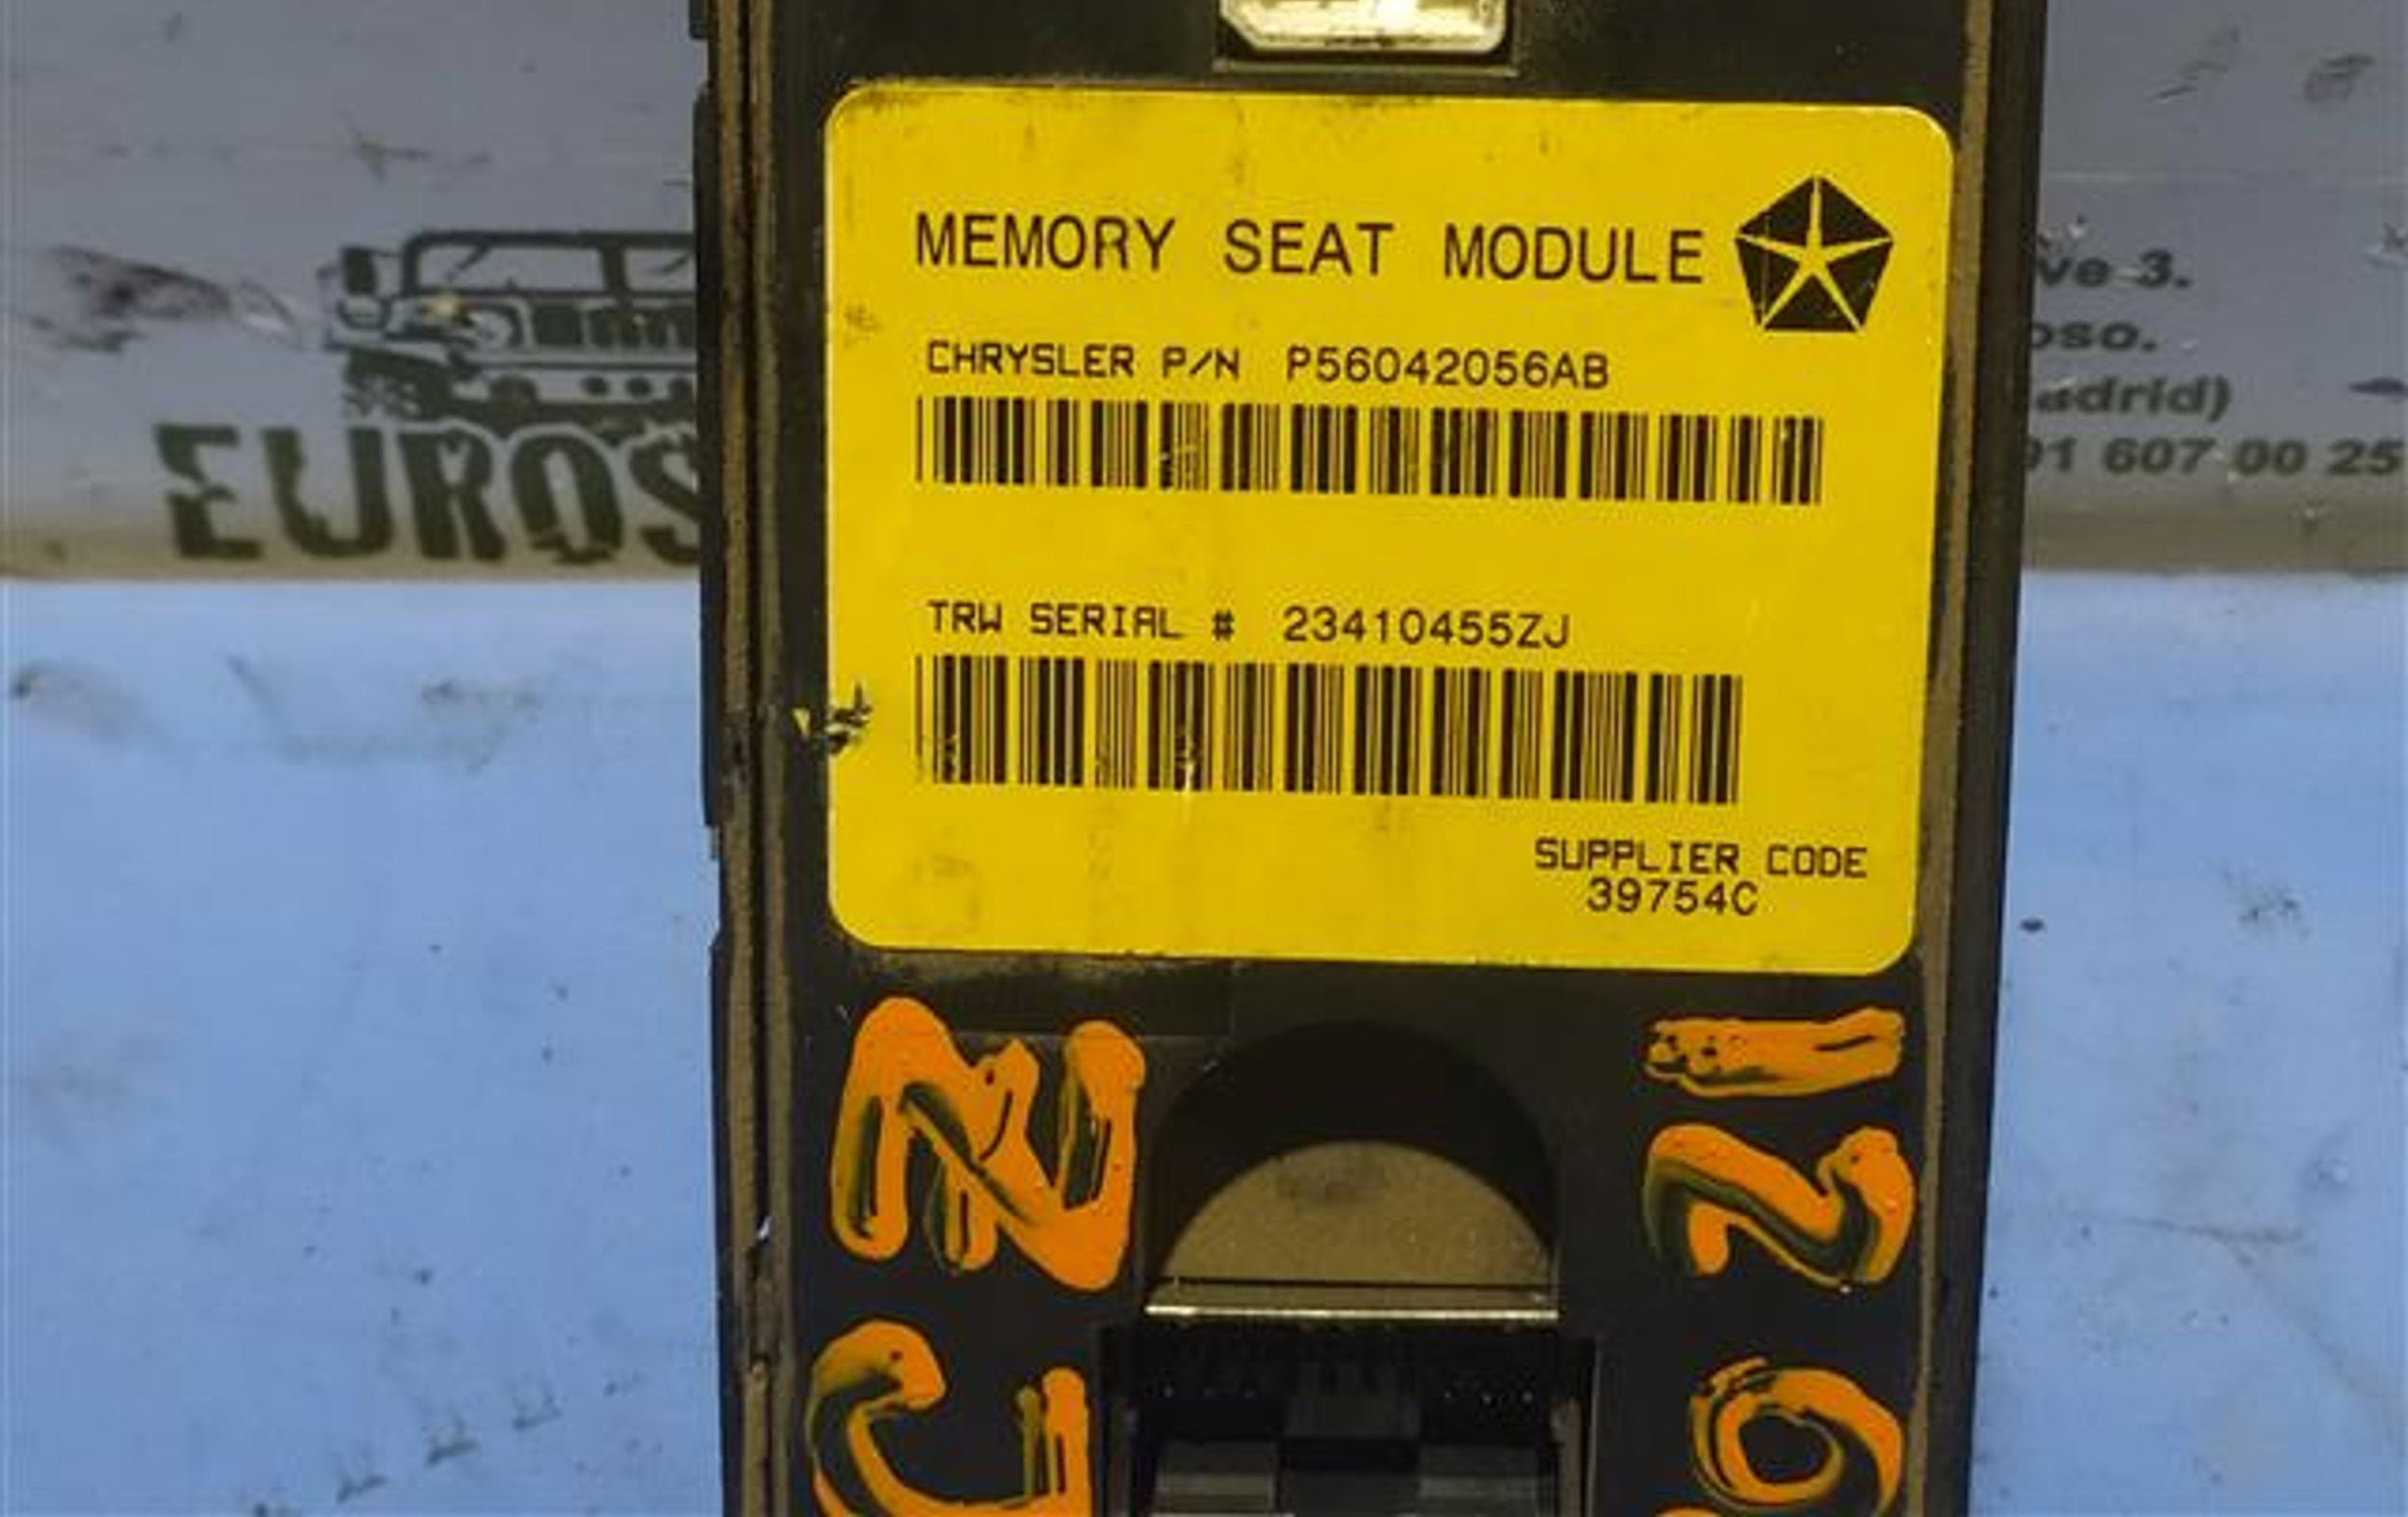 MEMORY SEAT MODULE
CHRYSLER P/N P56042056AB
TRW SERIAL # 23410455ZJ
SUPPLIER CODE
39754C
EUROS
ve 3.
oso.
adrid)
91 607 00 25